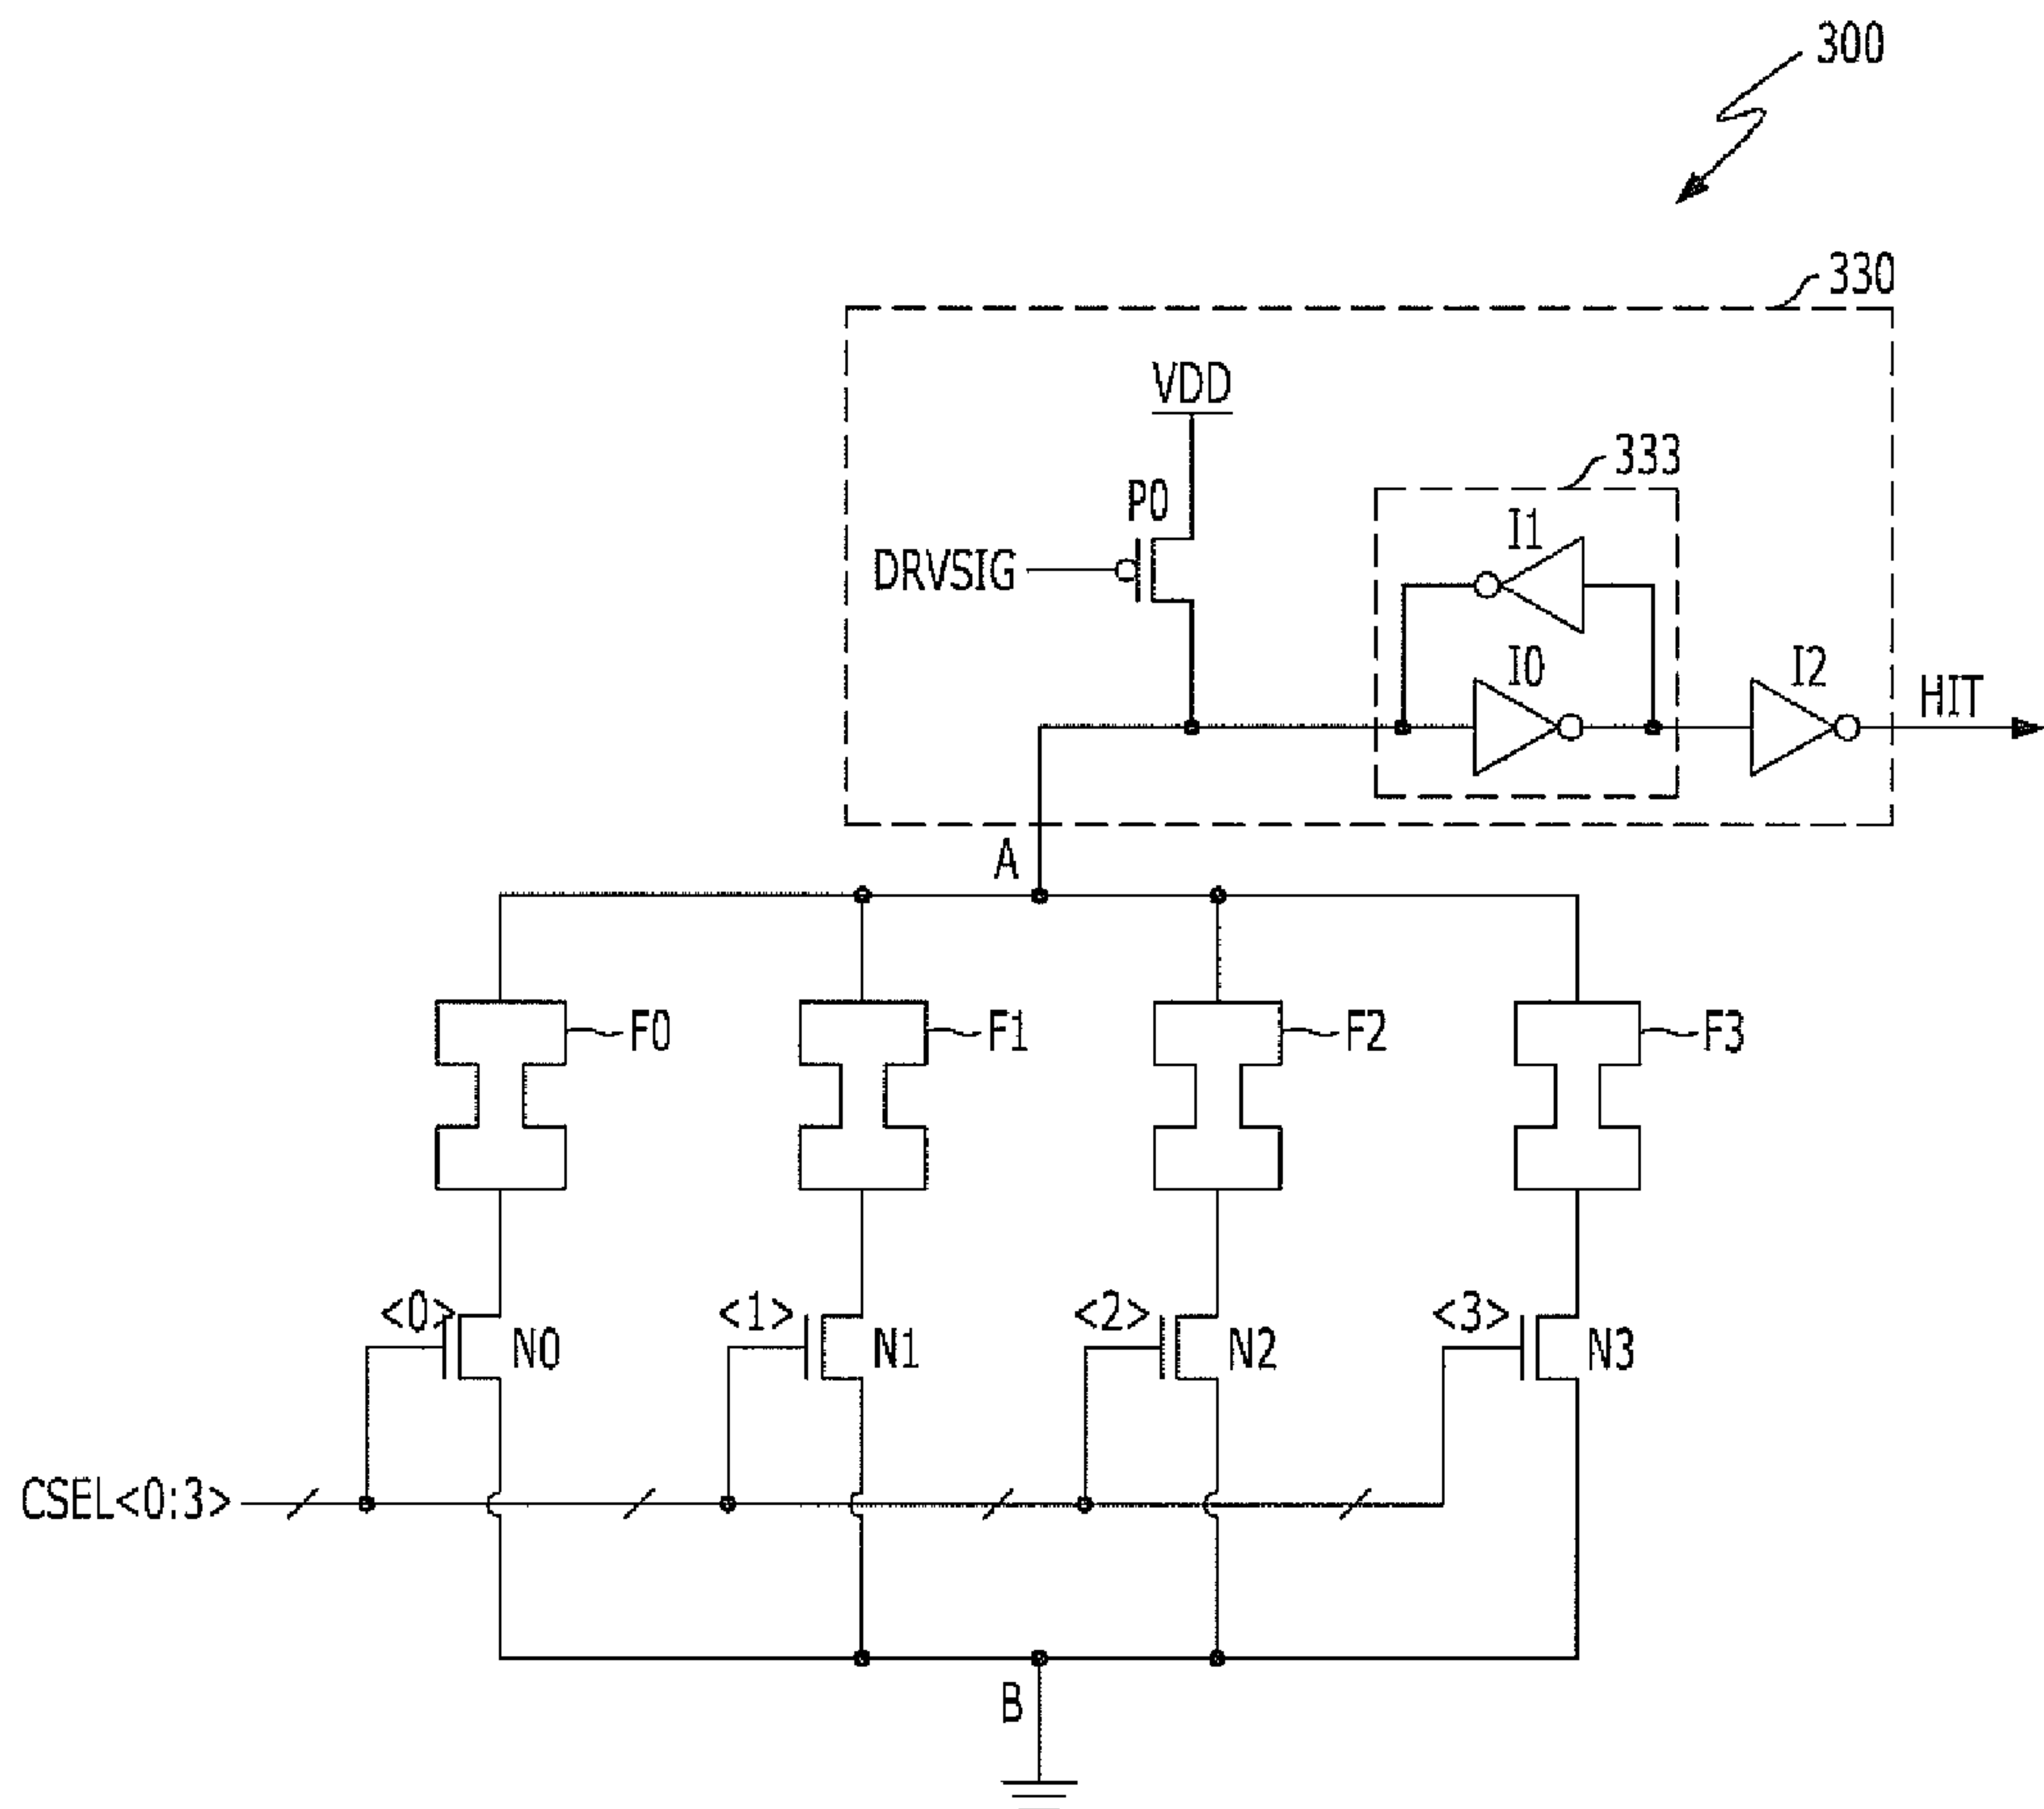 300
330
VDD
333
P0
I1
DRVSIG
I0
I2
HIT
A
F0
F1
F2
F3
<0>
N0
<1>
N1
<2>
N2
<3>
N3
CSEL<0:3>
B